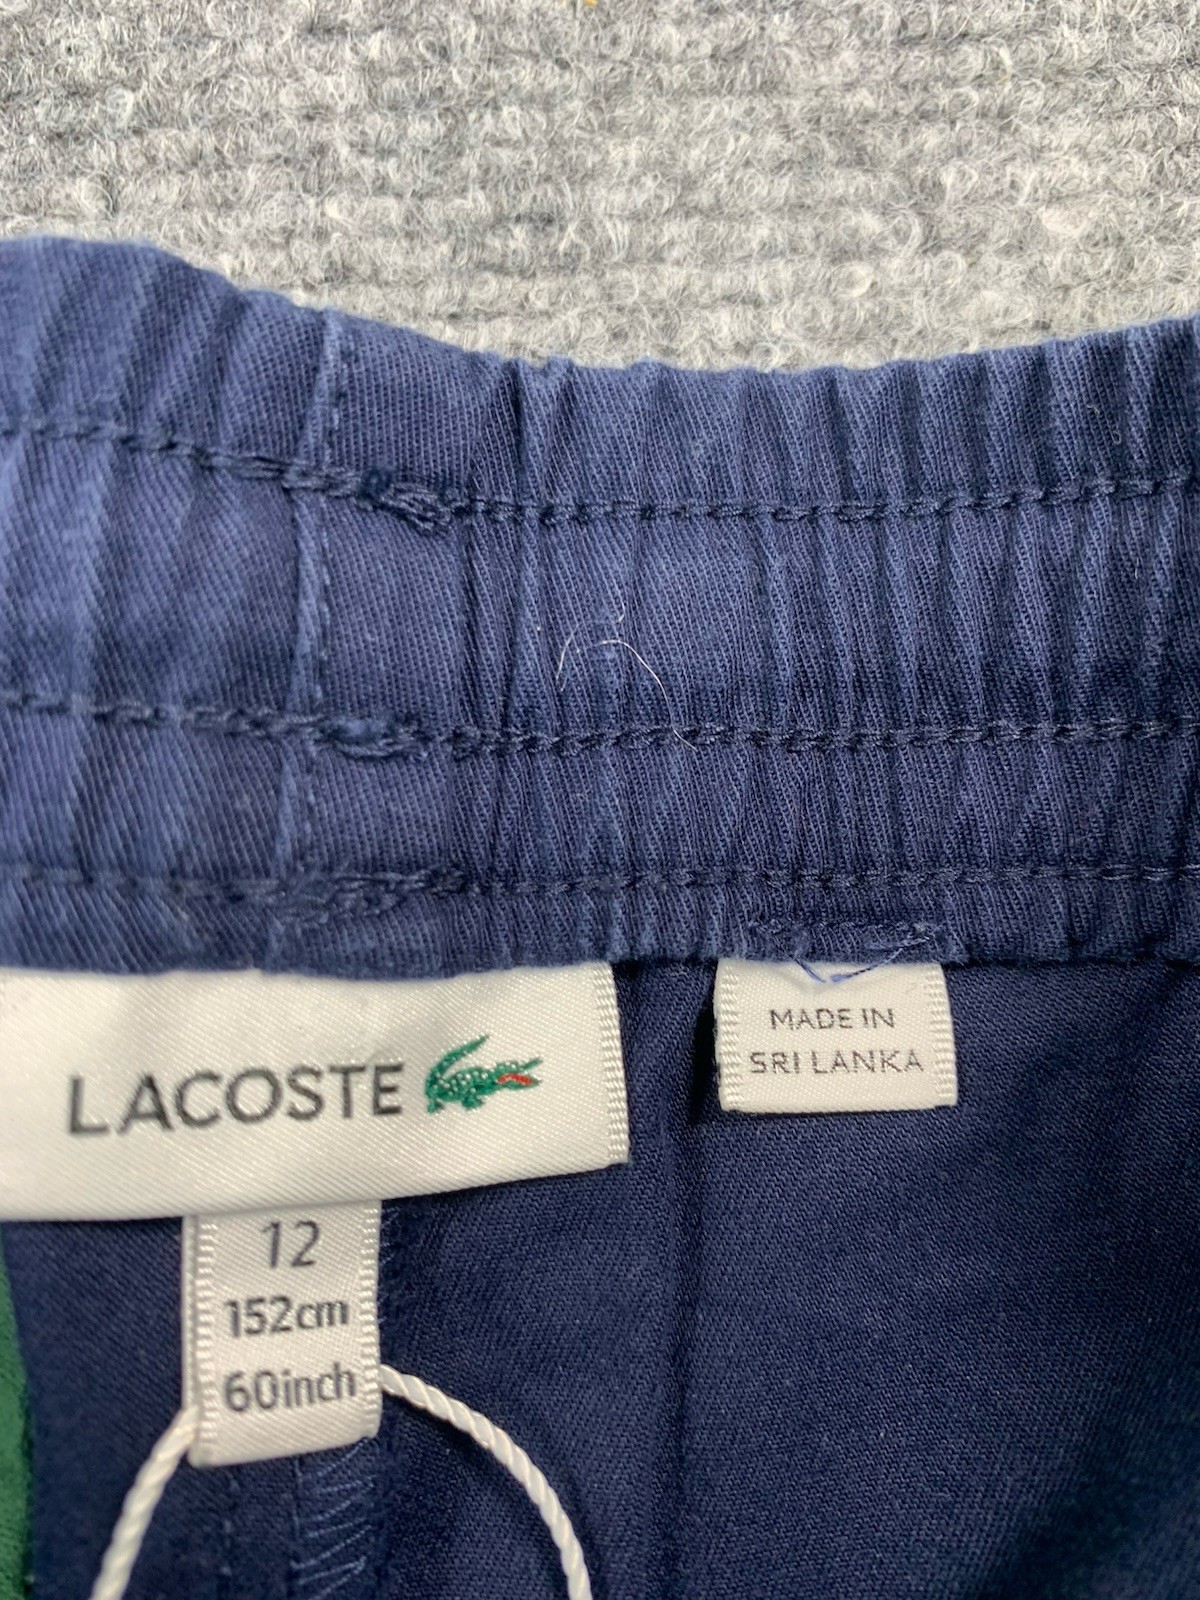 LACOSTE
12
152cm
60inch
MADE IN
SRI LANKA